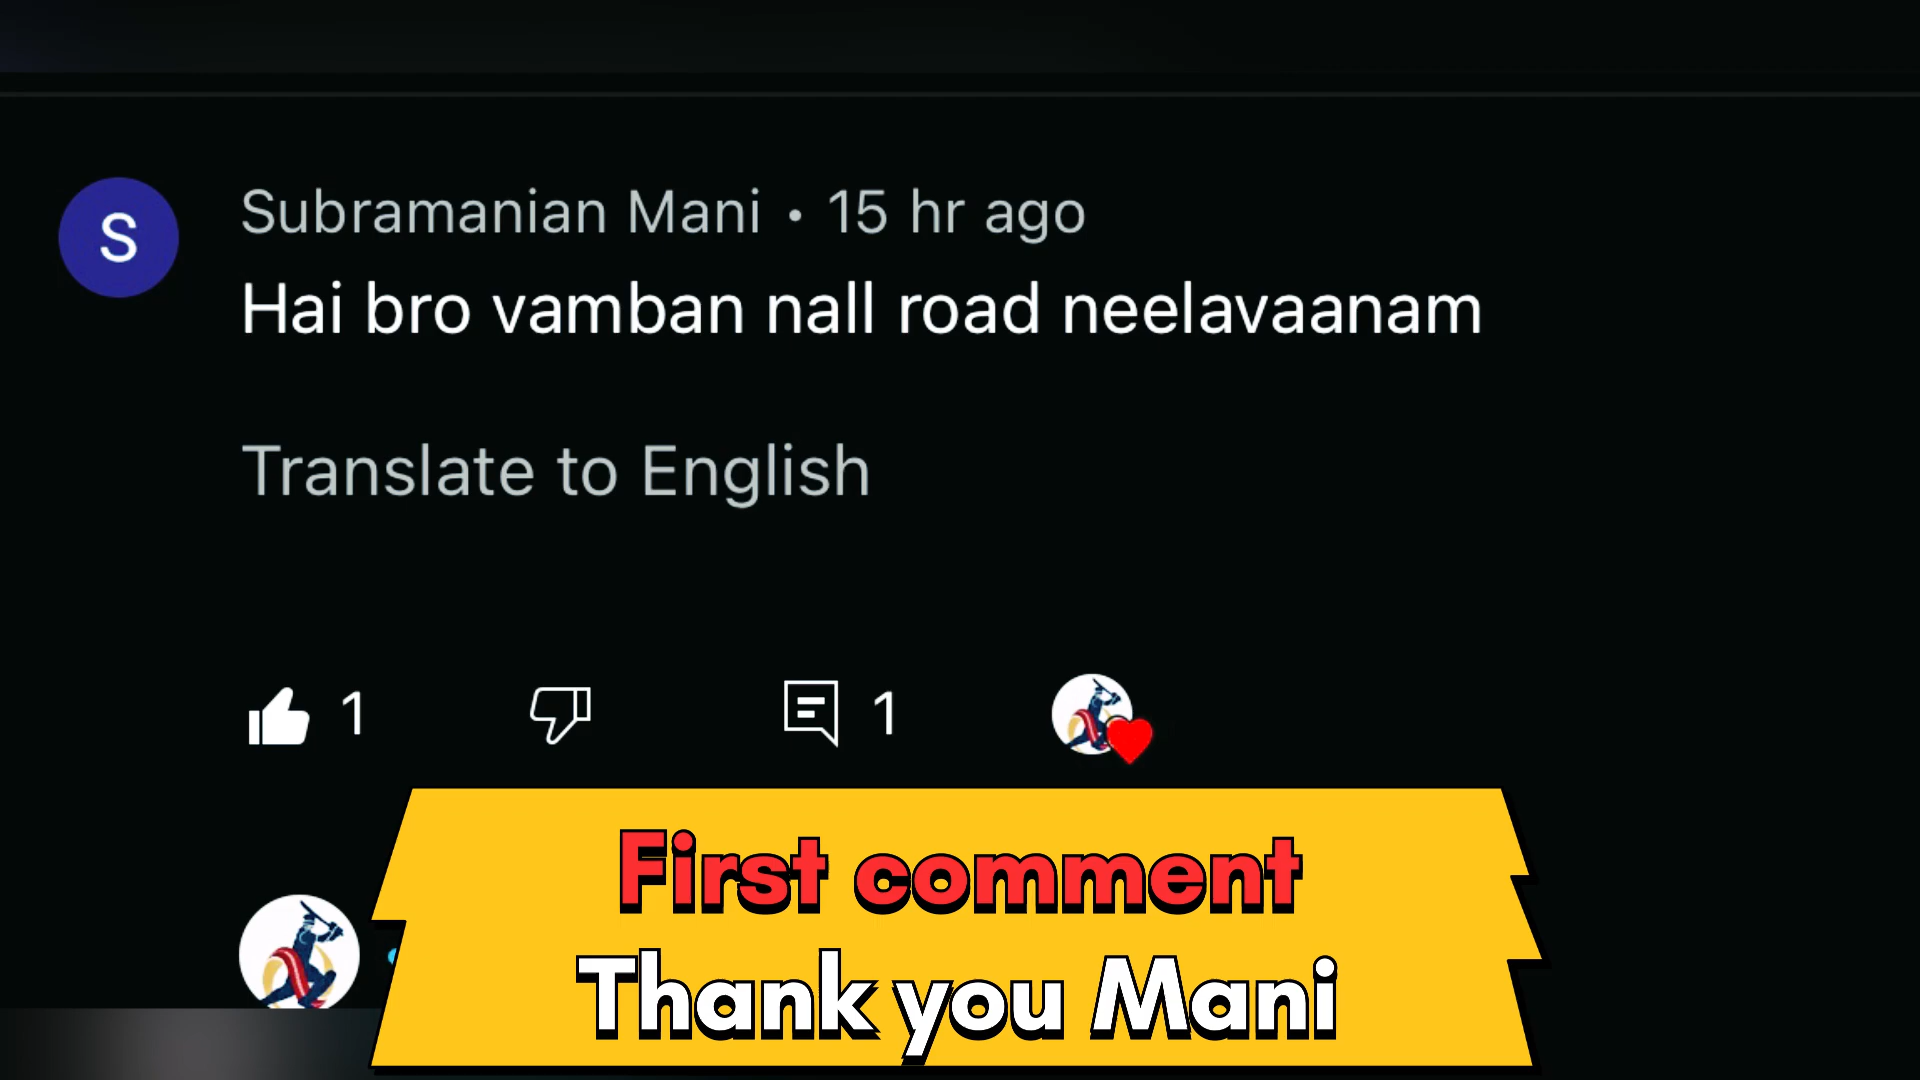 S
Subramanian Mani • 15 hr ago
Hai bro vamban nall road neelavaanam
Translate to English
1
1
First comment
Thank you Mani